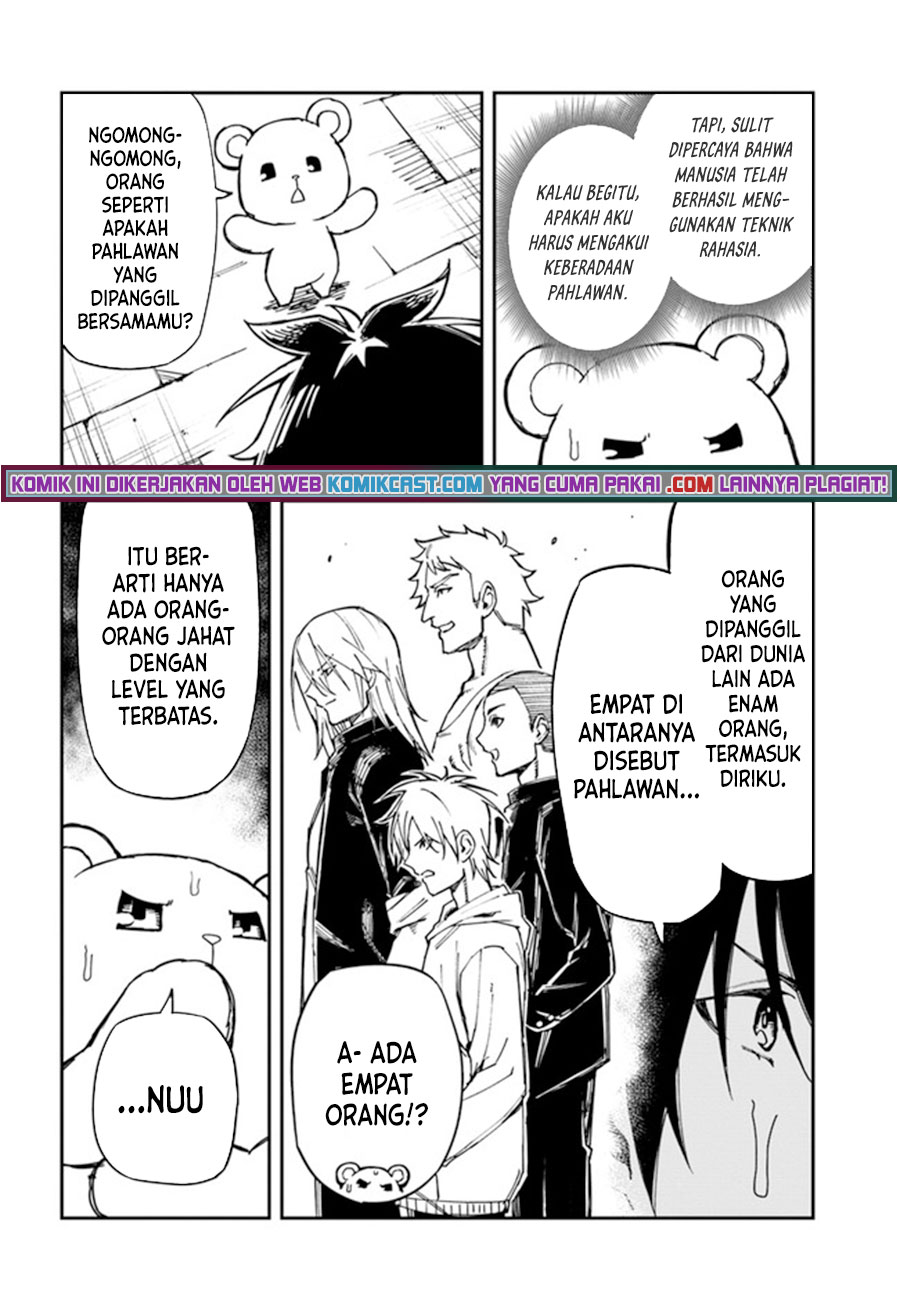 TAPI, SULIT
DIPERCAYA BAHWA
MANUSIA TELAH
BERHASIL MENG-
GUNAKAN TEKNIK
RAHASIA.
KALAU BEGITU,
APAKAH AKU
HARUS MENGAKUI
KEBERADAAN
PAHLAWAN.
NGOMONG-
NGOMONG,
ORANG
SEPERTI
APAKAH
PAHLAWAN
YANG
DIPANGGIL
BERSAMAMU?
KOMIK INI DIKERJAKAN OLEH WEB KOMIKCAST.COM YANG CUMA PAKAI .COM LAINNYA PLAGIAT!
ORANG
YANG
DIPANGGIL
DARI DUNIA
LAIN ADA
ENAM
ORANG,
TERMASUK
DIRIKU.
EMPAT DI
ANTARANYA
DISEBUT
PAHLAWAN...
A- ADA
EMPAT
ORANG!?
ITU BER-
ARTI HANYA
ADA ORANG-
ORANG JAHAT
DENGAN
LEVEL YANG
TERBATAS.
...NUU